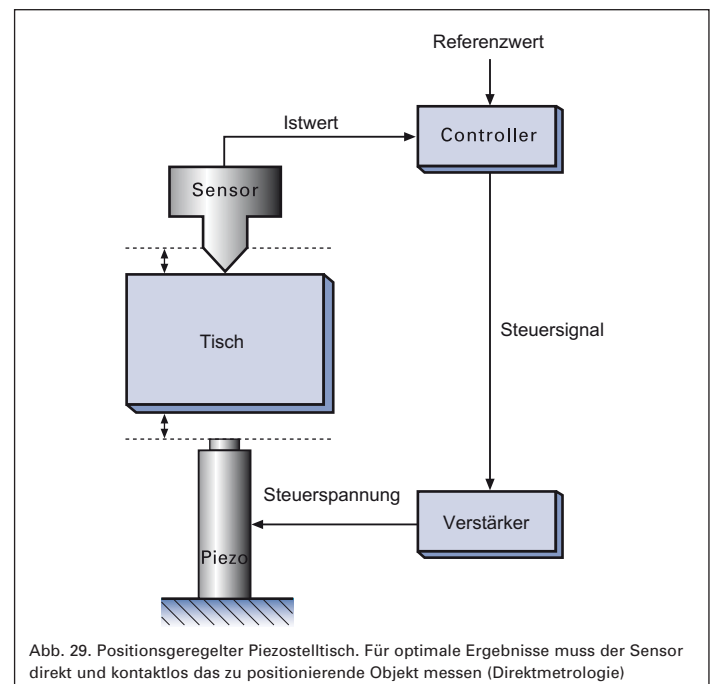 Referenzwert
Istwert
Controller
Sensor
Tisch
Steuersignal
Steuerspannung
Verstärker
Piezo
Abb. 29. Positionsgeregelter Piezostelltisch. Für optimale Ergebnisse muss der Sensor
direkt und kontaktlos das zu positionierende Objekt messen (Direktmetrologie)